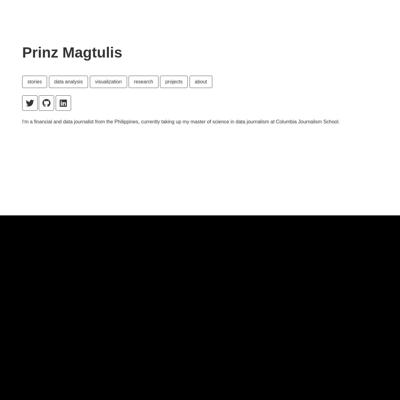 Prinz Magtulis
stories data analysis visualization research projects about
I'm a financial and data journalist from the Philippines, currently taking up my master of science in data journalism at Columbia Journalism School.